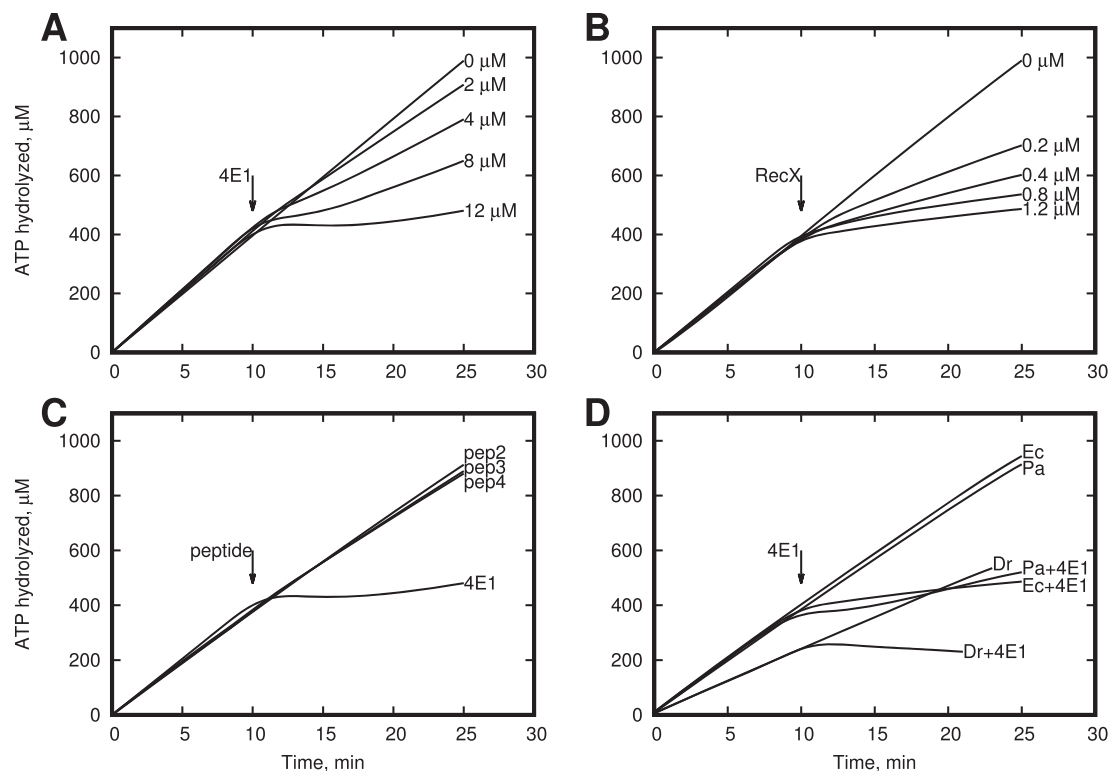 A
ATP hydrolyzed, µM
1000
800
600
400
200
0
0 5 10 15 20 25 30
4E1
0 µM
2 µM
4 µM
8 µM
12 µM
B
1000
800
600
400
200
0
0 5 10 15 20 25 30
RecX
0 µM
0.2 µM
0.4 µM
0.8 µM
1.2 µM
C
ATP hydrolyzed, µM
1000
800
600
400
200
0
0 5 10 15 20 25 30
Time, min
peptide
pep2
pep3
pep4
4E1
D
1000
800
600
400
200
0
0 5 10 15 20 25 30
Time, min
4E1
Ec
Pa
Dr
Pa+4E1
Ec+4E1
Dr+4E1